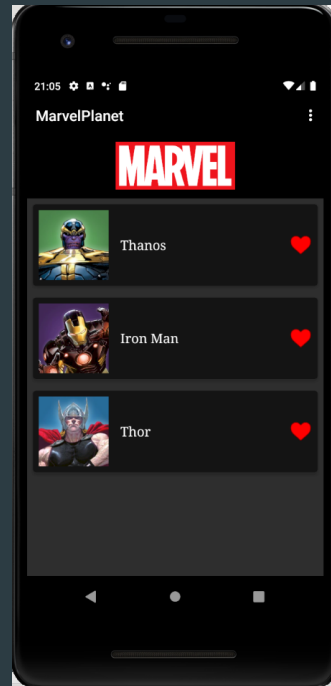 21:05
MarvelPlanet
MARVEL
Thanos
Iron Man
Thor